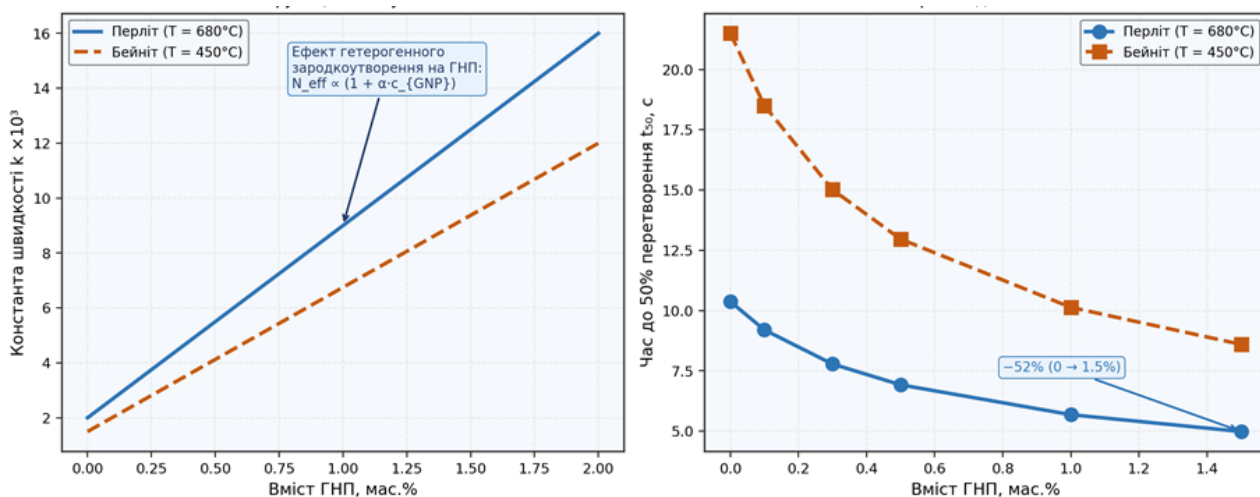 16
14
12
10
8
6
4
2
Константа швидкості k ×10³
Перліт (T = 680°C)
Бейніт (T = 450°C)
Ефект гетерогенного
зародкоутворення на ГНП:
N_eff ∝ (1 + α·c_{GNP})
0.00 0.25 0.50 0.75 1.00 1.25 1.50 1.75 2.00
Вміст ГНП, мас.%
20.0
17.5
15.0
12.5
10.0
7.5
5.0
Час до 50% перетворення t₅₀, с
Перліт (T = 680°C)
Бейніт (T = 450°C)
−52% (0 → 1.5%)
0.0 0.2 0.4 0.6 0.8 1.0 1.2 1.4
Вміст ГНП, мас.%